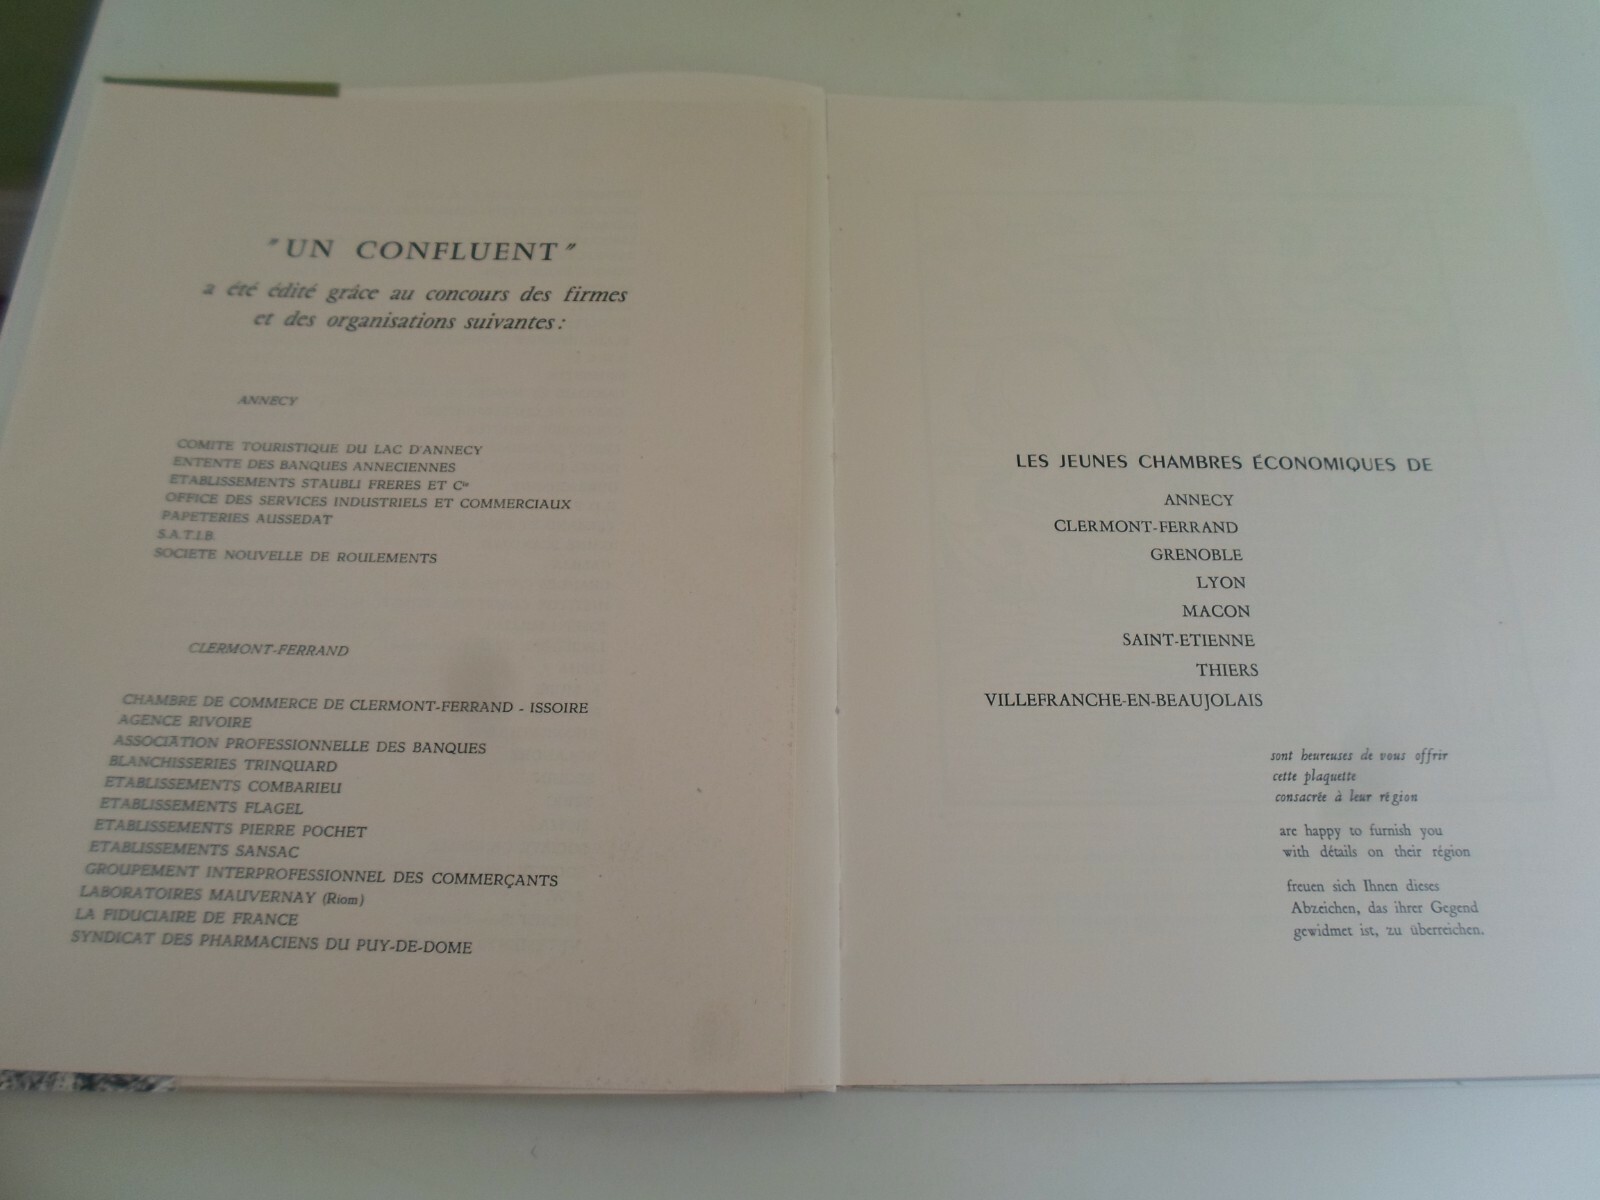 "UN CONFLUENT"
a été édité grâce au concours des firmes
et des organisations suivantes :
ANNECY
COMITE TOURISTIQUE DU LAC D'ANNECY
ENTENTE DES BANQUES ANNECIENNES
ETABLISSEMENTS STAUBLI FRERES ET Cie
OFFICE DES SERVICES INDUSTRIELS ET COMMERCIAUX
PAPETERIES AUSSEDAT
S.A.T.I.B.
SOCIETE NOUVELLE DE ROULEMENTS
CLERMONT-FERRAND
CHAMBRE DE COMMERCE DE CLERMONT-FERRAND - ISSOIRE
AGENCE RIVOIRE
ASSOCIATION PROFESSIONNELLE DES BANQUES
BLANCHISSERIES TRINQUARD
ETABLISSEMENTS COMBARIEU
ETABLISSEMENTS FLAGEL
ETABLISSEMENTS PIERRE POCHET
ETABLISSEMENTS SANSAC
GROUPEMENT INTERPROFESSIONNEL DES COMMERÇANTS
LABORATOIRES MAUVERNAY (Riom)
LA FIDUCIAIRE DE FRANCE
SYNDICAT DES PHARMACIENS DU PUY-DE-DOME
LES JEUNES CHAMBRES ÉCONOMIQUES DE
ANNECY
CLERMONT-FERRAND
GRENOBLE
LYON
MACON
SAINT-ETIENNE
THIERS
VILLEFRANCHE-EN-BEAUJOLAIS
sont heureuses de vous offrir
cette plaquette
consacrée à leur région
are happy to furnish you
with détails on their région
freuen sich Ihnen dieses
Abzeichen, das ihrer Gegend
gewidmet ist, zu überreichen.